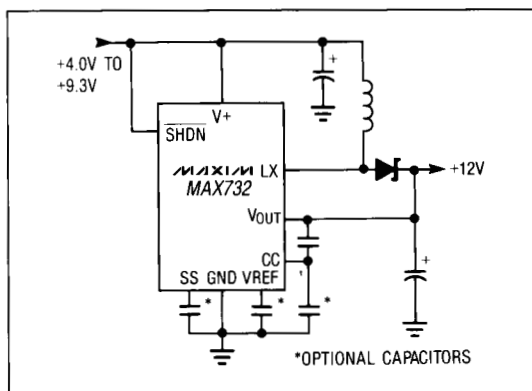 +4.0V TO
+9.3V
+
V+
SHDN
MAXIM LX
MAX732
+12V
VOUT
+
CC
SS GND VREF
* * *
*OPTIONAL CAPACITORS